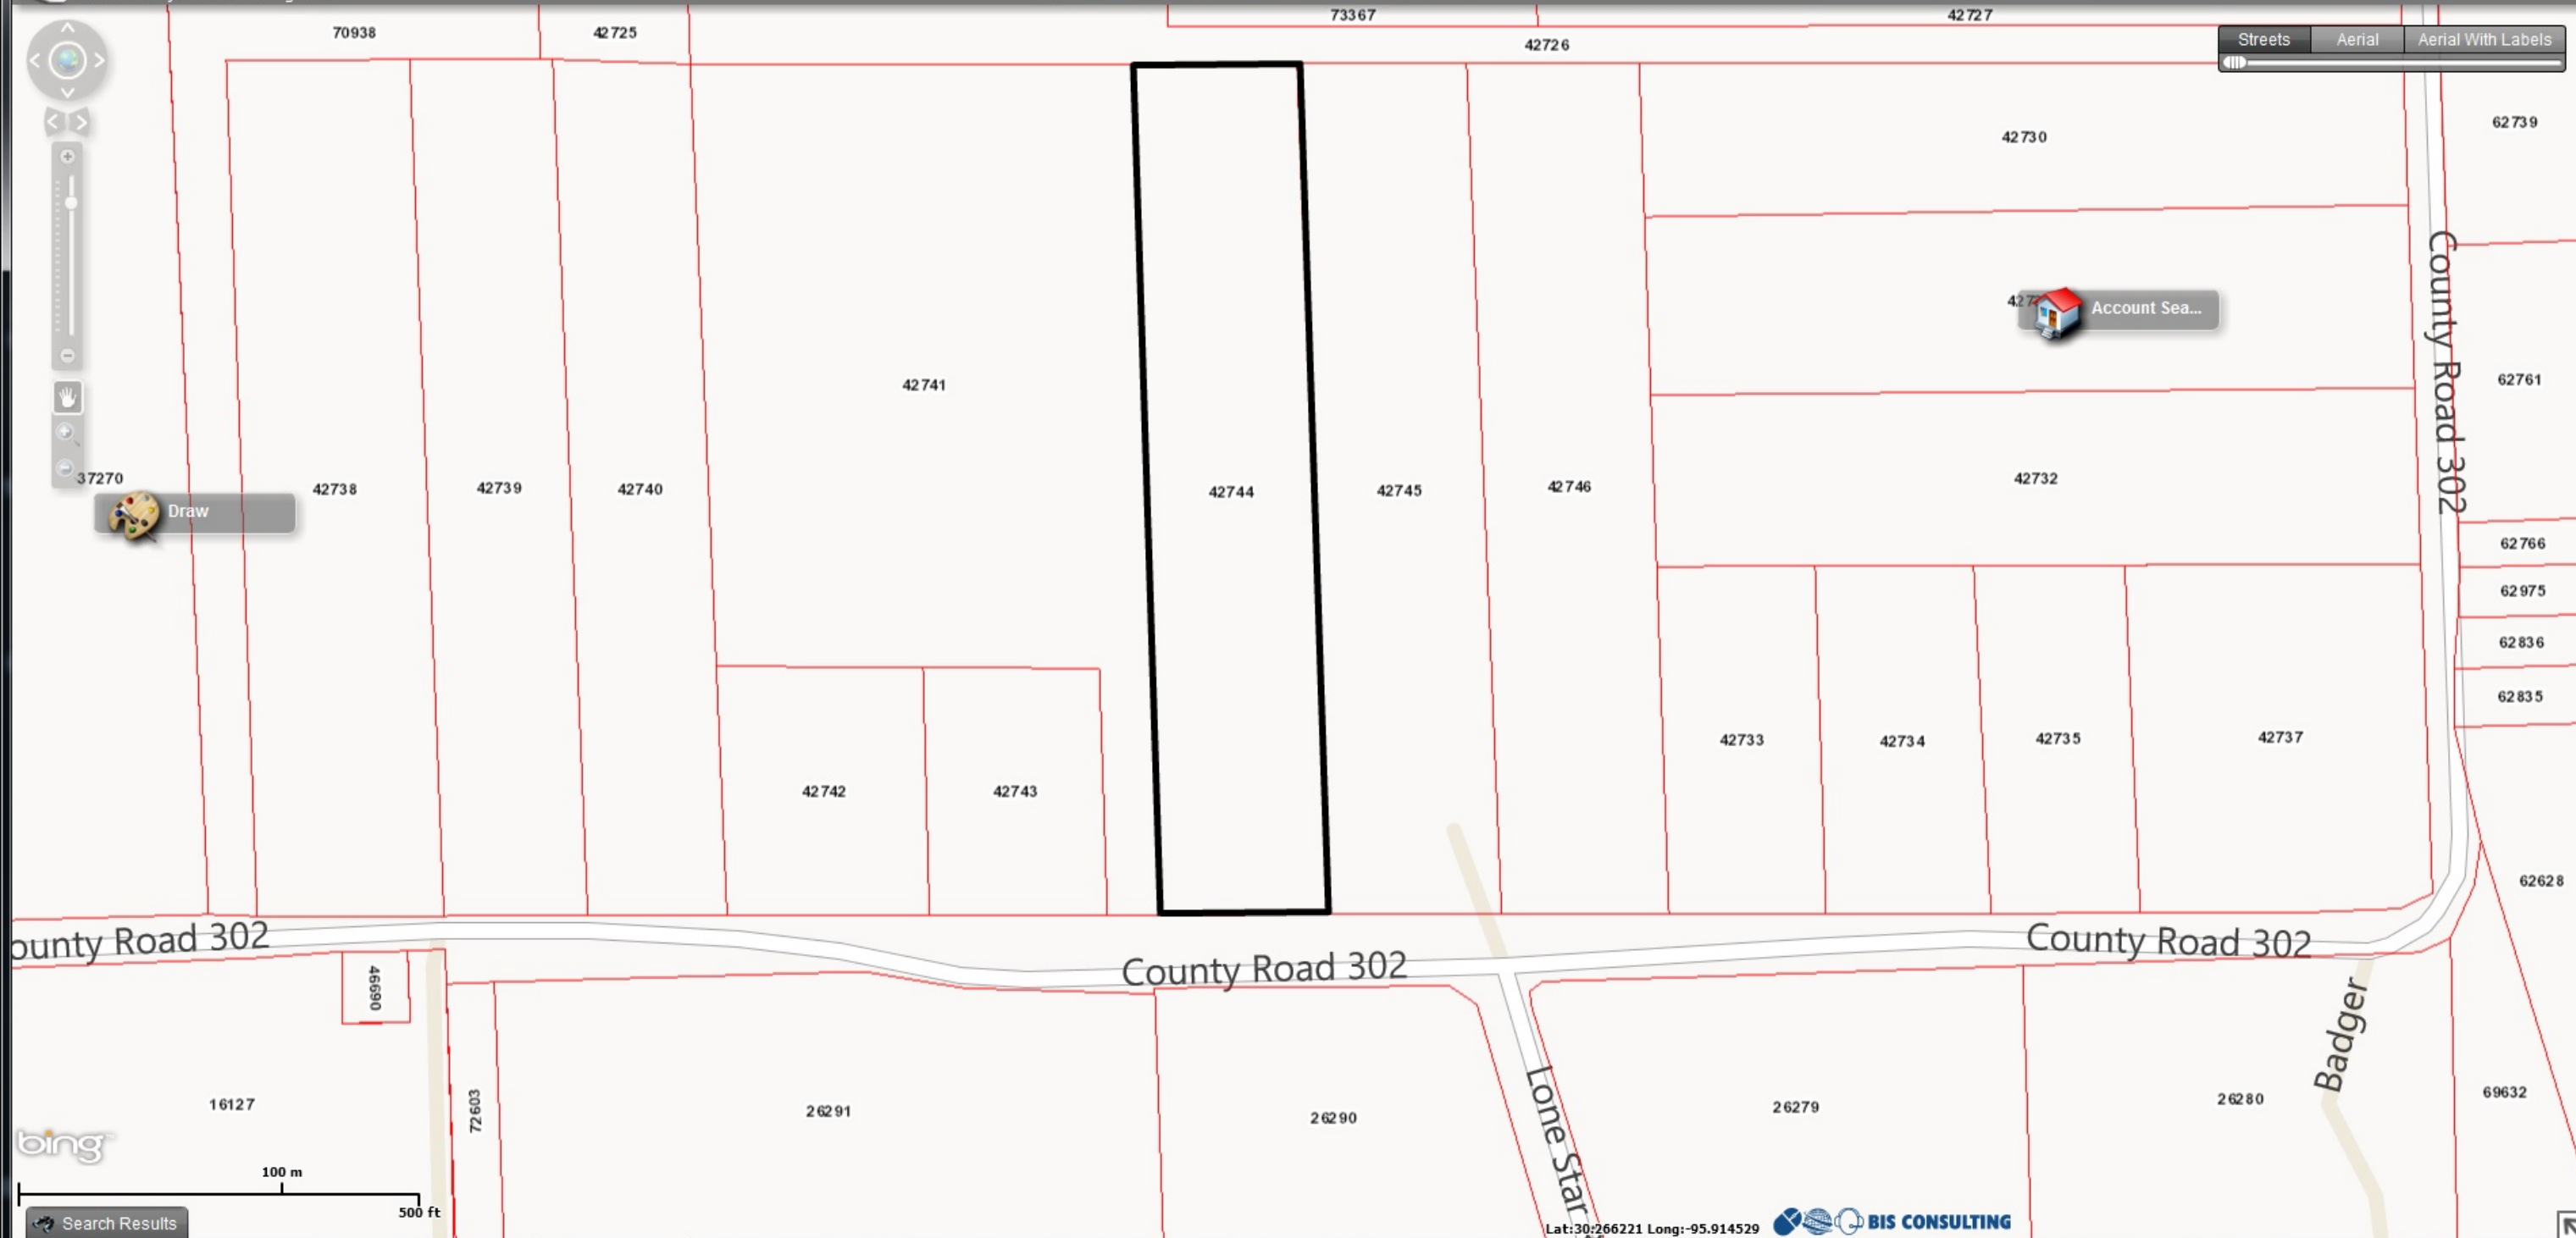 73367
42727
70938
42725
42726
Streets
Aerial
Aerial With Labels
62739
42730
County Road 302
Account Sea...
62761
42741
37270
42738
42739
42740
42744
42745
42746
42732
Draw
62766
62975
62836
62835
42733
42734
42735
42737
42742
42743
62628
ounty Road 302
County Road 302
County Road 302
46690
Badger
16127
72603
26291
26290
Lone Star
26279
26280
69632
bing
100 m
500 ft
Search Results
Lat:30.266221 Long:-95.914529
BIS CONSULTING